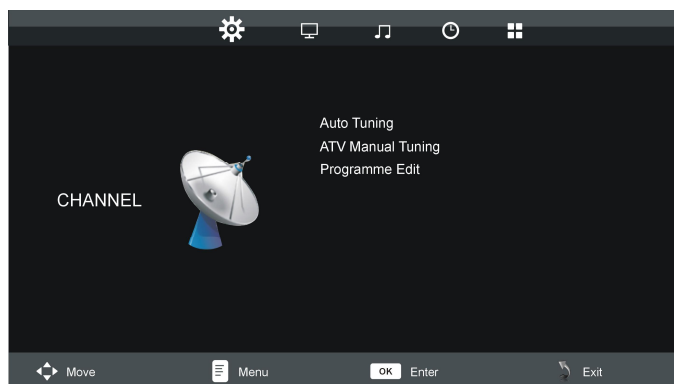 Auto Tuning
ATV Manual Tuning
Programme Edit
CHANNEL
Move
Menu
OK Enter
Exit